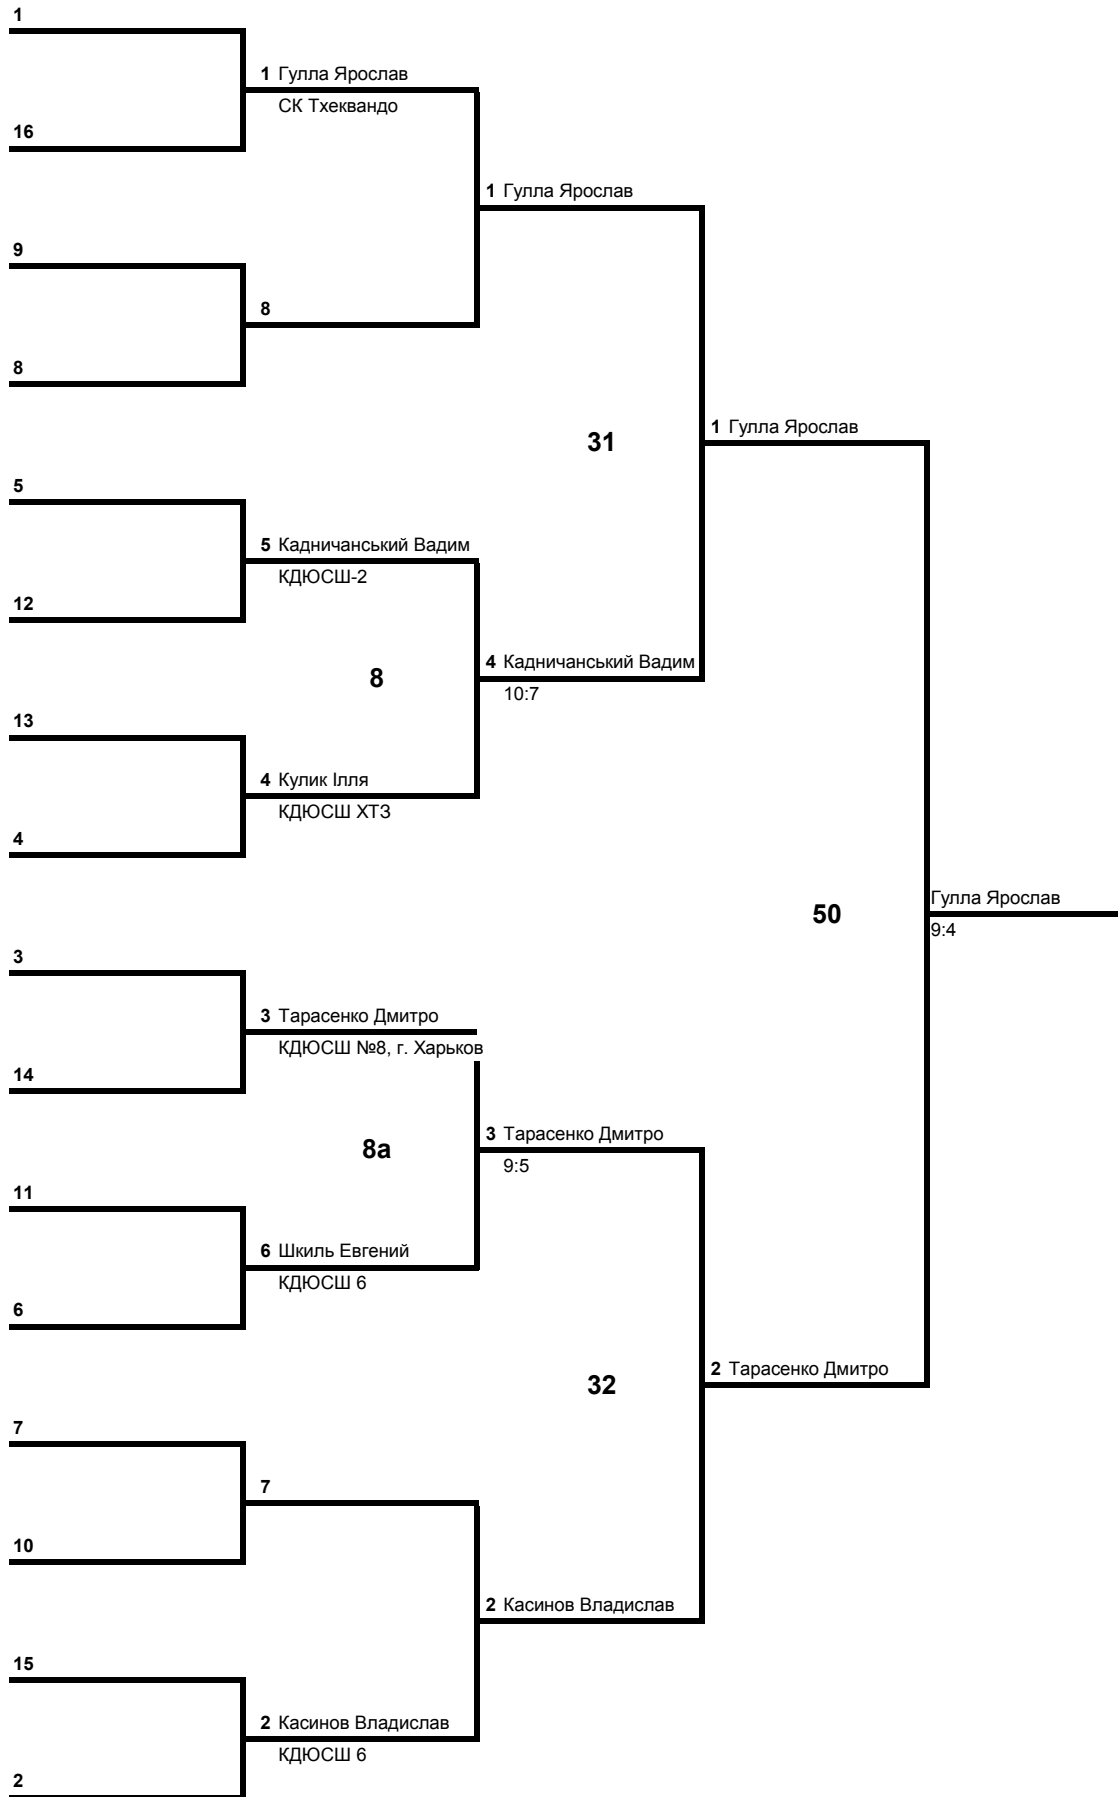 1
1 Гулла Ярослав
СК Тхеквандо
16
1 Гулла Ярослав
9
8
8
31
1 Гулла Ярослав
5
5 Кадничанський Вадим
КДЮСШ-2
12
8
4 Кадничанський Вадим
10:7
13
4 Кулик Ілля
КДЮСШ ХТЗ
4
50
Гулла Ярослав
9:4
3
3 Тарасенко Дмитро
КДЮСШ №8, г. Харьков
14
8а
3 Тарасенко Дмитро
9:5
11
6 Шкиль Евгений
КДЮСШ 6
6
32
2 Тарасенко Дмитро
7
7
10
2 Касинов Владислав
15
2 Касинов Владислав
КДЮСШ 6
2